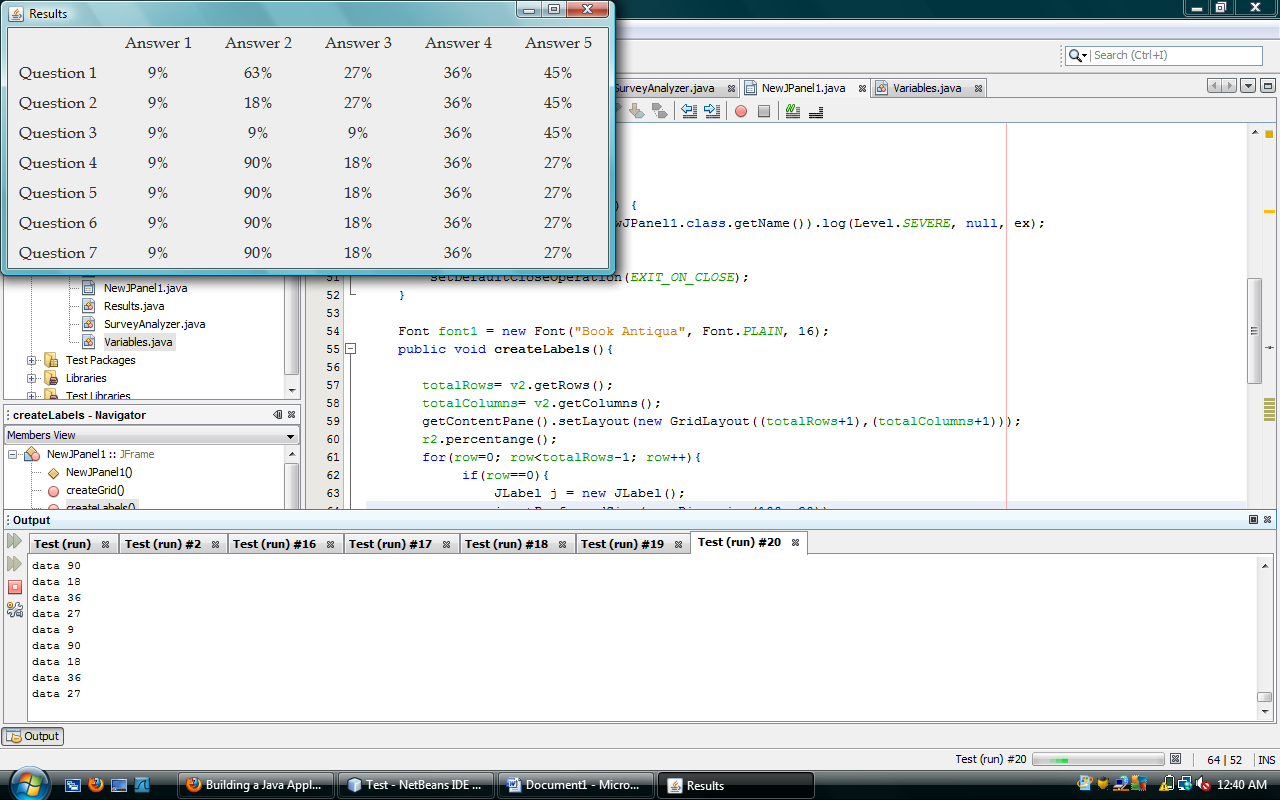 Results
Answer 1 Answer 2 Answer 3 Answer 4 Answer 5
Question 1 9% 63% 27% 36% 45%
Question 2 9% 18% 27% 36% 45%
Question 3 9% 9% 9% 36% 45%
Question 4 9% 90% 18% 36% 27%
Question 5 9% 90% 18% 36% 27%
Question 6 9% 90% 18% 36% 27%
Question 7 9% 90% 18% 36% 27%
Search (Ctrl+I)
SurveyAnalyzer.java NewJPanel1.java Variables.java
) {
wJPanel1.class.getName()).log(Level.SEVERE, null, ex);
51 setDefaultCloseOperation(EXIT_ON_CLOSE);
52 }
53
54 Font font1 = new Font("Book Antiqua", Font.PLAIN, 16);
55 public void createLabels(){
56
57 totalRows= v2.getRows();
58 totalColumns= v2.getColumns();
59 getContentPane().setLayout(new GridLayout((totalRows+1),(totalColumns+1)));
60 r2.percentange();
61 for(row=0; row<totalRows-1; row++){
62 if(row==0){
63 JLabel j = new JLabel();
NewJPanel1.java
Results.java
SurveyAnalyzer.java
Variables.java
Test Packages
Libraries
Test Libraries
createLabels - Navigator
Members View
NewJPanel1 :: JFrame
NewJPanel1()
createGrid()
createLabels()
Output
Test (run) Test (run) #2 Test (run) #16 Test (run) #17 Test (run) #18 Test (run) #19 Test (run) #20
data 90
data 18
data 36
data 27
data 9
data 90
data 18
data 36
data 27
Output
Test (run) #20 64 | 52 INS
Building a Java Appl... Test - NetBeans IDE ... Document1 - Micro... Results 12:40 AM